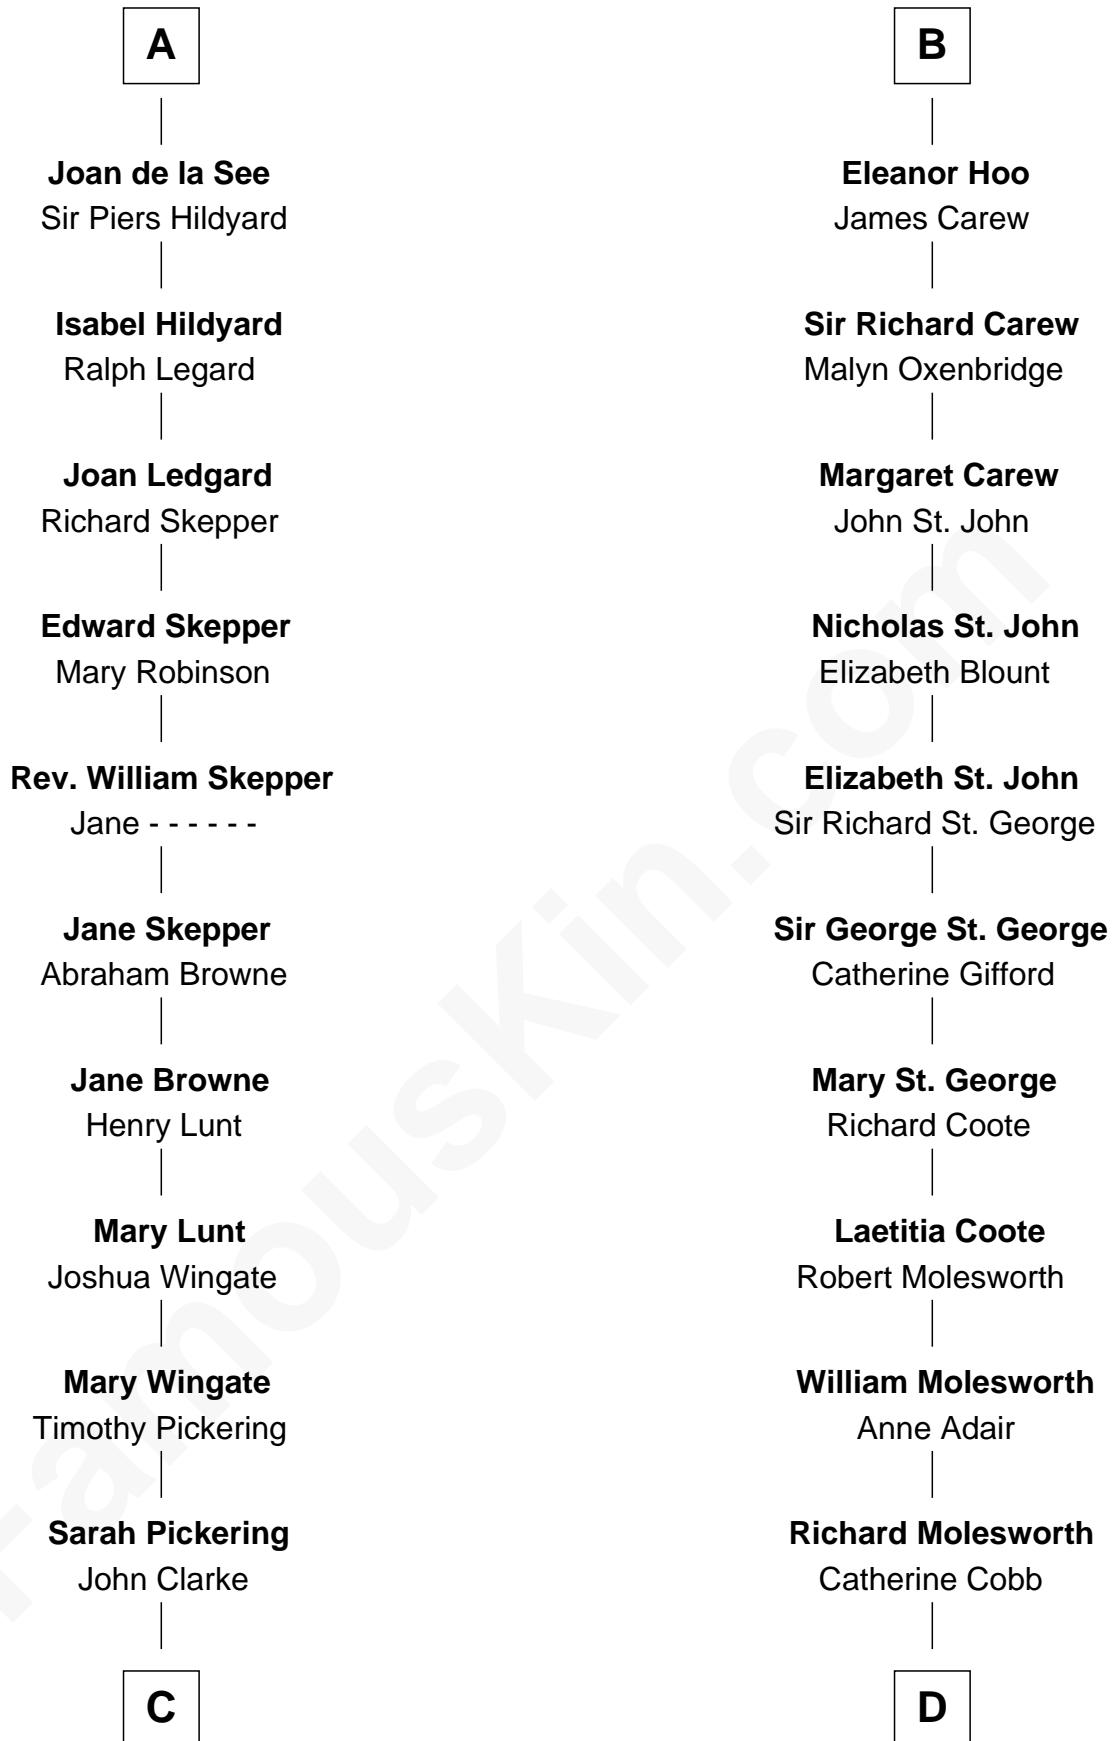 A
Joan de la See
Sir Piers Hildyard
Isabel Hildyard
Ralph Legard
Joan Ledgard
Richard Skepper
Edward Skepper
Mary Robinson
Rev. William Skepper
Jane - - - - - -
Jane Skepper
Abraham Browne
Jane Browne
Henry Lunt
Mary Lunt
Joshua Wingate
Mary Wingate
Timothy Pickering
Sarah Pickering
John Clarke
C
B
Eleanor Hoo
James Carew
Sir Richard Carew
Malyn Oxenbridge
Margaret Carew
John St. John
Nicholas St. John
Elizabeth Blount
Elizabeth St. John
Sir Richard St. George
Sir George St. George
Catherine Gifford
Mary St. George
Richard Coote
Laetitia Coote
Robert Molesworth
William Molesworth
Anne Adair
Richard Molesworth
Catherine Cobb
D
FamousKin.com